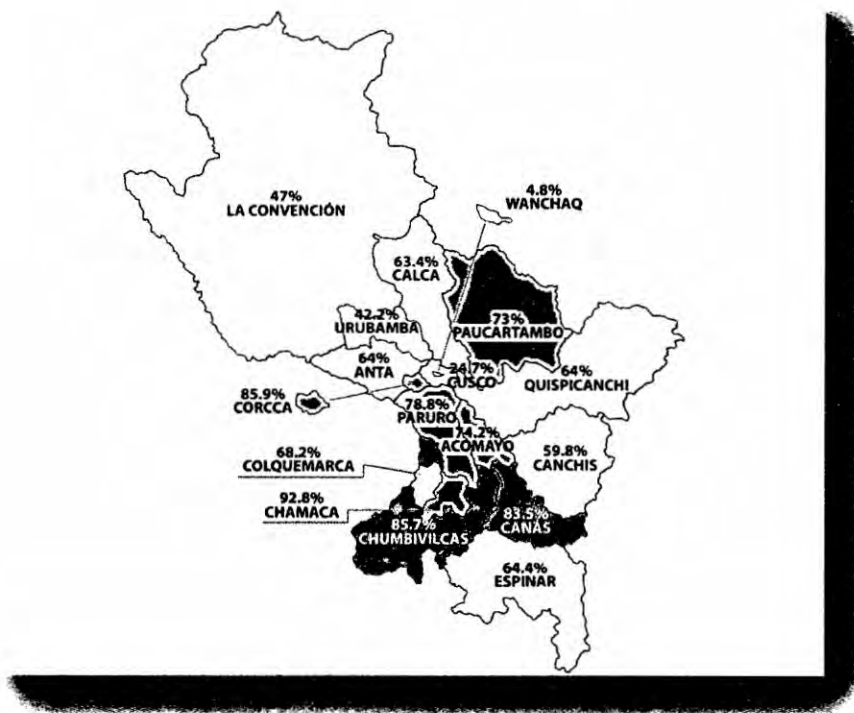 47%
LA CONVENCIÓN
4.8%
WANCHAQ
63.4%
CALCA
42.2%
URUBAMBA
73%
PAUCARTAMBO
64%
ANTA
24.7%
CUSCO
64%
QUISPICANCHI
85.9%
CORCCA
78.8%
PARURO
74.2%
ACOMAYO
59.8%
CANCHIS
68.2%
COLQUEMARCA
92.8%
CHAMACA
85.7%
CHUMBIVILCAS
83.5%
CANAS
64.4%
ESPINAR